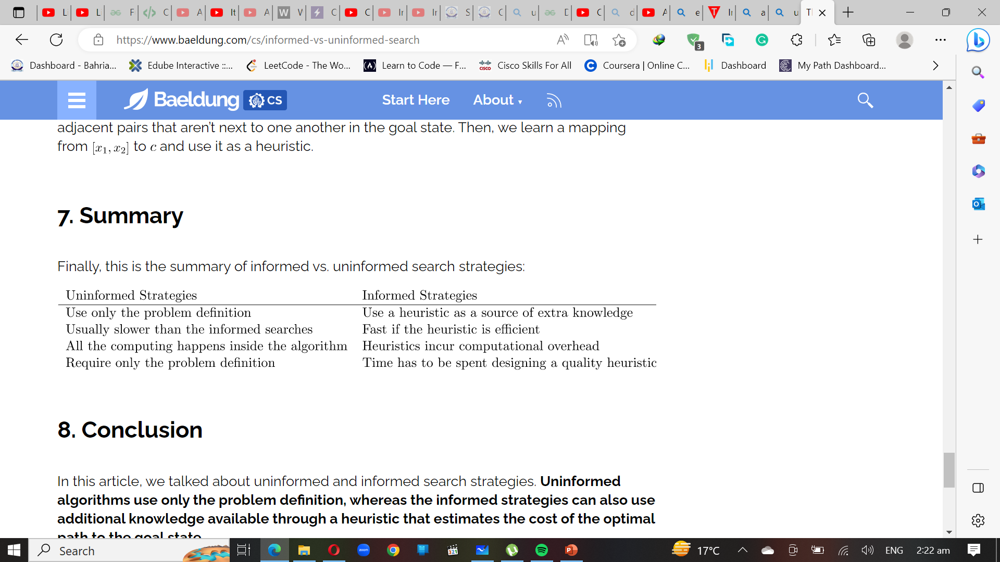 L
L
F
C
A
It
A
W
C
C
Ir
Ir
S
C
u
D
C
d
A
e
Ir
a
u
https://www.baeldung.com/cs/informed-vs-uninformed-search
3
Dashboard - Bahria... Edube Interactive ::... LeetCode - The Wo... Learn to Code — F... Cisco Skills For All Coursera | Online C... Dashboard My Path Dashboard...
Baeldung CS Start Here About
adjacent pairs that aren't next to one another in the goal state. Then, we learn a mapping
from [x₁, x₂] to c and use it as a heuristic.
7. Summary
Finally, this is the summary of informed vs. uninformed search strategies:
Uninformed Strategies Informed Strategies
Use only the problem definition Use a heuristic as a source of extra knowledge
Usually slower than the informed searches Fast if the heuristic is efficient
All the computing happens inside the algorithm Heuristics incur computational overhead
Require only the problem definition Time has to be spent designing a quality heuristic
8. Conclusion
In this article, we talked about uninformed and informed search strategies. Uninformed
algorithms use only the problem definition, whereas the informed strategies can also use
additional knowledge available through a heuristic that estimates the cost of the optimal
path to the goal state.
Search 17°C ENG 2:22 am